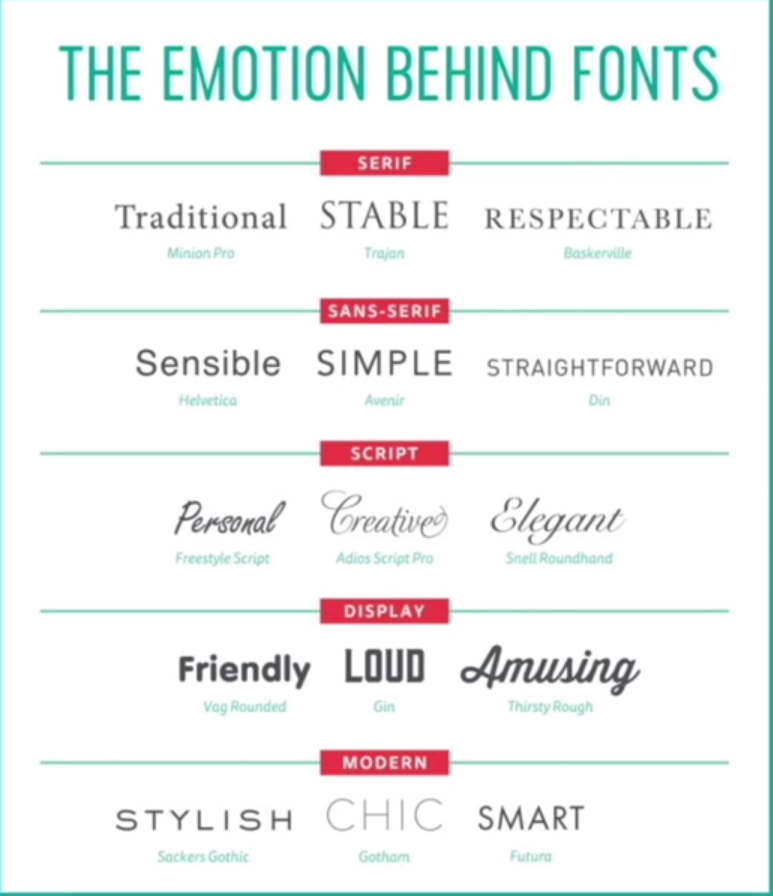 THE EMOTION BEHIND FONTS
SERIF
Traditional STABLE RESPECTABLE
Minion Pro Trajan Baskerville
SANS-SERIF
Sensible SIMPLE STRAIGHTFORWARD
Helvetica Avenir Din
SCRIPT
Personal Creative Elegant
Freestyle Script Adios Script Pro Snell Roundhand
DISPLAY
Friendly LOUD Amusing
Vag Rounded Gin Thirsty Rough
MODERN
STYLISH CHIC SMART
Sackers Gothic Gotham Futura